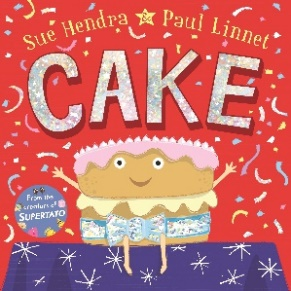 Sue Hendra & Paul Linnet
CAKE
From the
creators of
SUPERTATO